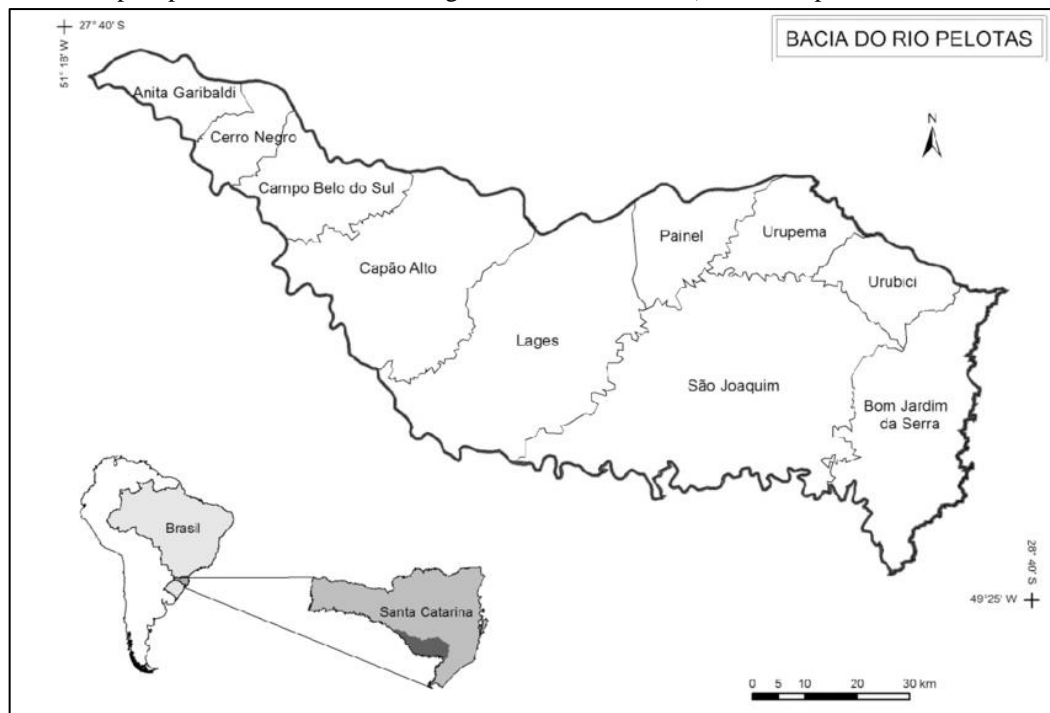 27° 40' S
51° 18' W
BACIA DO RIO PELOTAS
N
Anita Garibaldi
Cerro Negro
Campo Belo do Sul
Capão Alto
Lages
Painel
Urupema
Urubici
São Joaquim
Bom Jardim
da Serra
Brasil
Santa Catarina
28° 40' S
49° 25' W
0 5 10 20 30 km